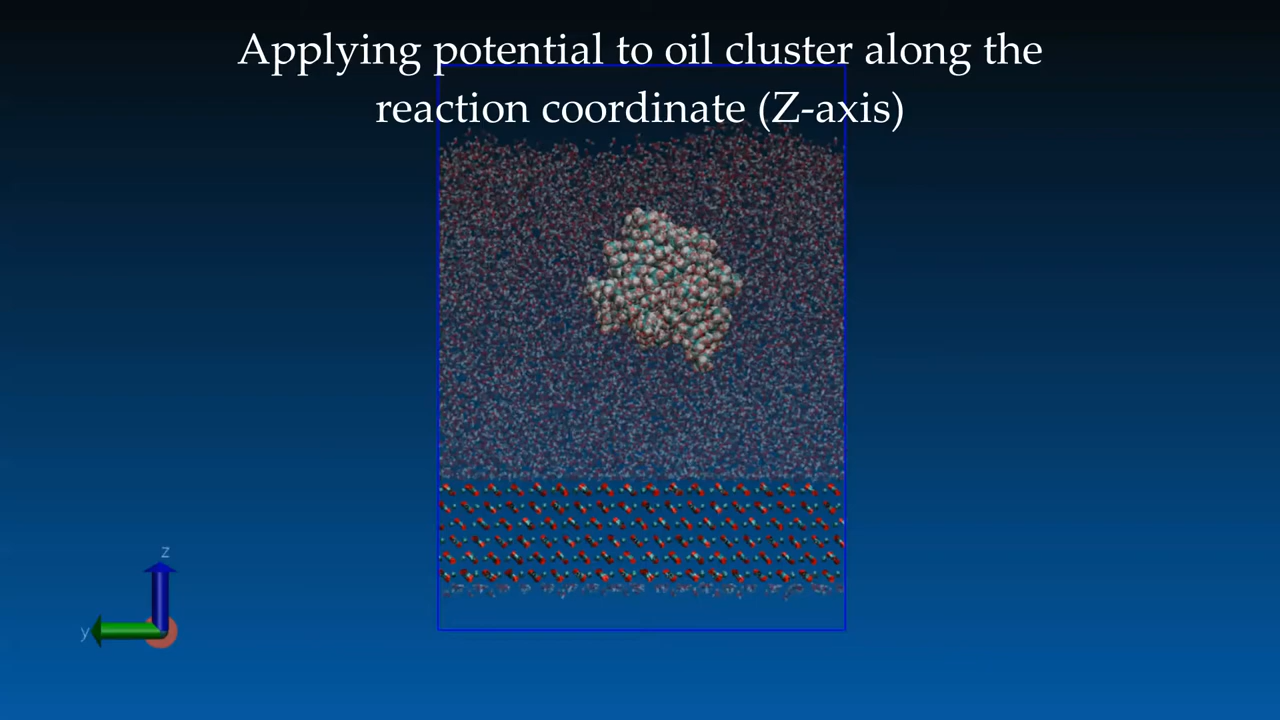 Applying potential to oil cluster along the
reaction coordinate (Z-axis)
z
y